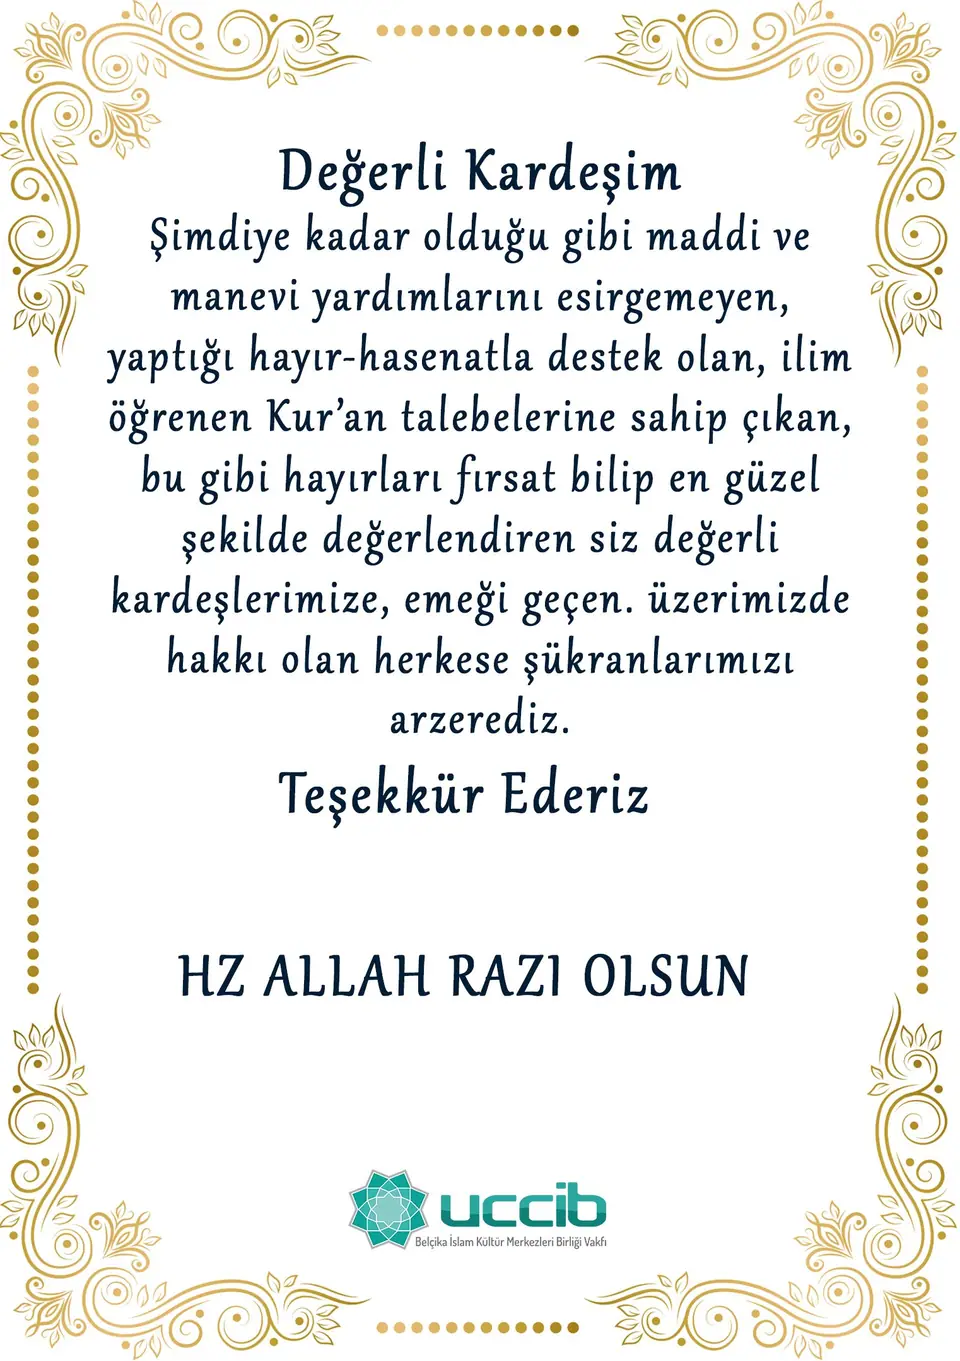 Değerli Kardeşim
Şimdiye kadar olduğu gibi maddi ve
manevi yardımlarını esirgemeyen,
yaptığı hayır-hasenatla destek olan, ilim
öğrenen Kur’an talebelerine sahip çıkan,
bu gibi hayırları fırsat bilip en güzel
şekilde değerlendiren siz değerli
kardeşlerimize, emeği geçen. üzerimizde
hakkı olan herkese şükranlarımızı
arzerediz.
Teşekkür Ederiz
HZ ALLAH RAZI OLSUN
uccib
Belçika İslam Kültür Merkezleri Birliği Vakfı